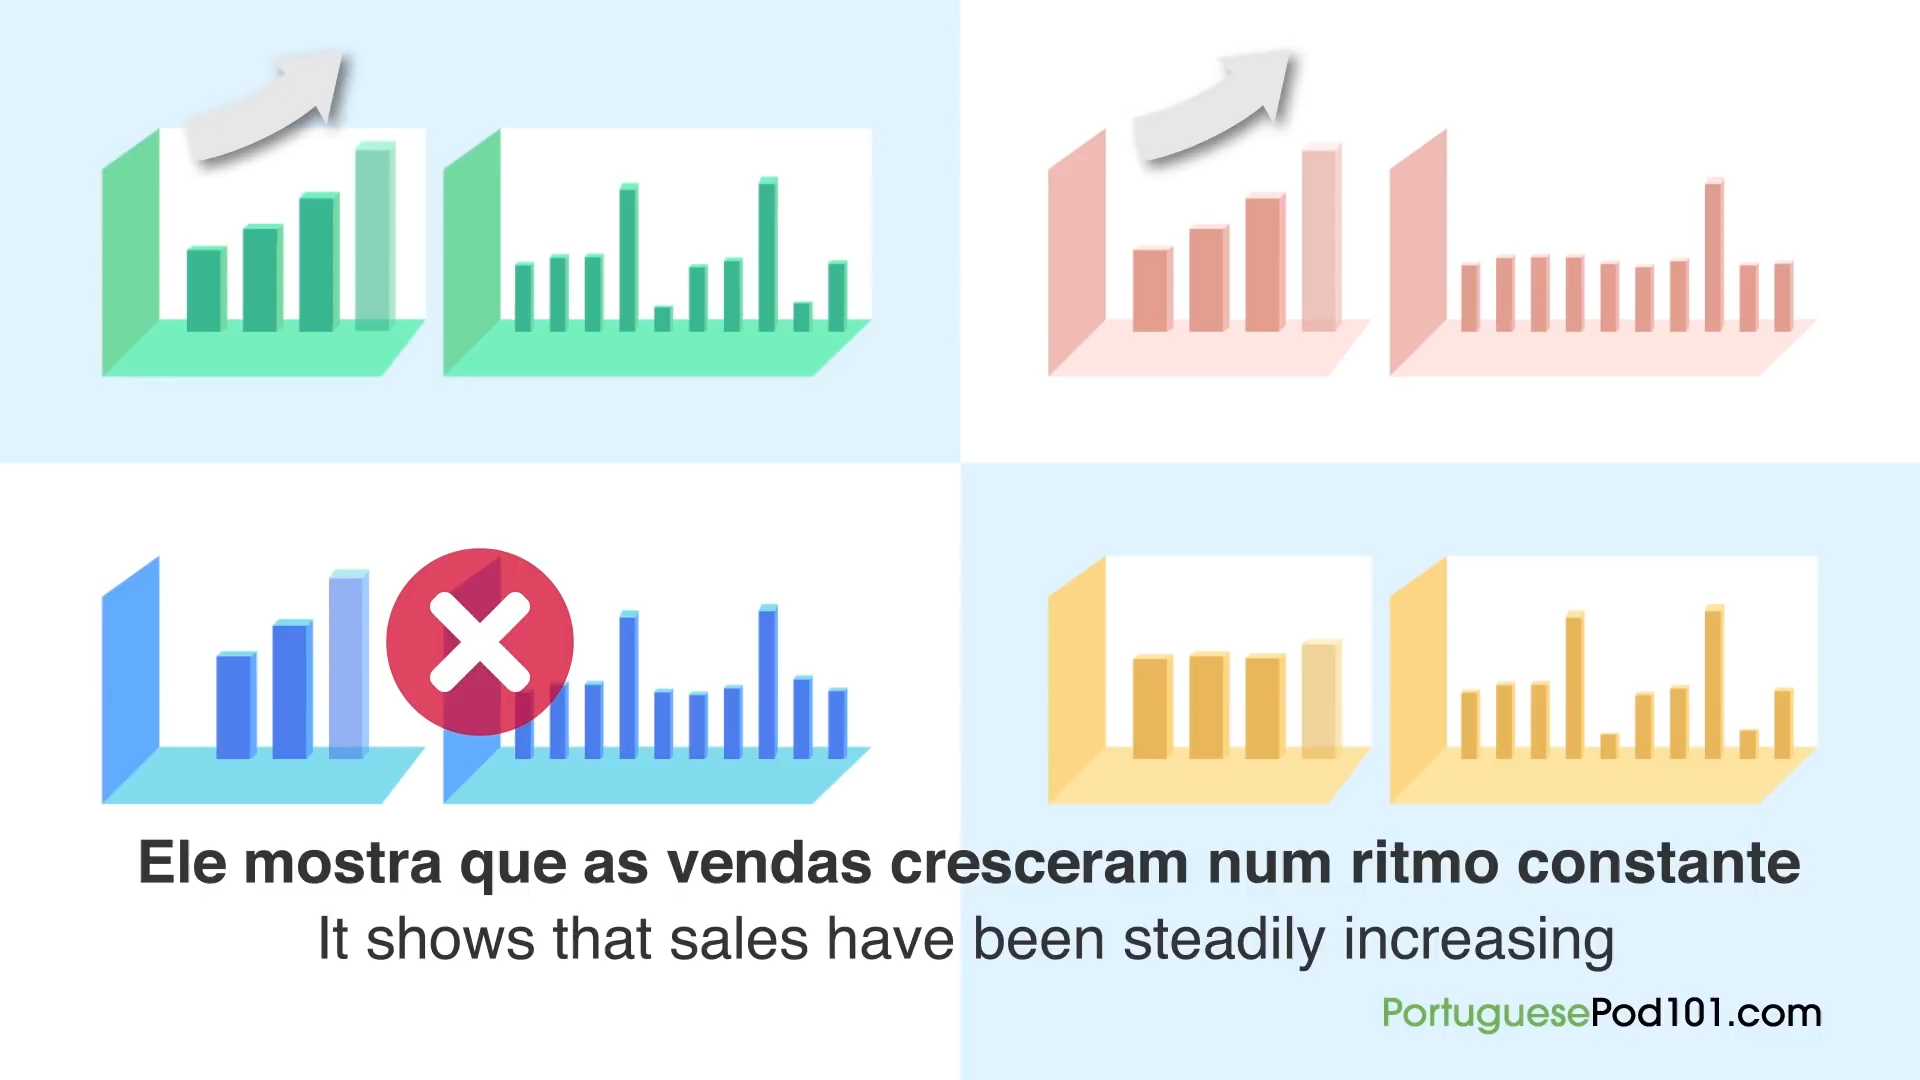 Ele mostra que as vendas cresceram num ritmo constante
It shows that sales have been steadily increasing
PortuguesePod101.com